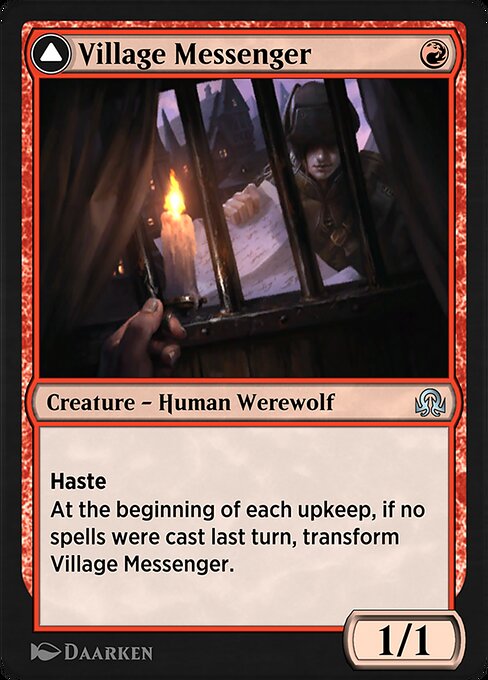 Village Messenger
Creature – Human Werewolf
Haste
At the beginning of each upkeep, if no
spells were cast last turn, transform
Village Messenger.
1/1
DAARKEN